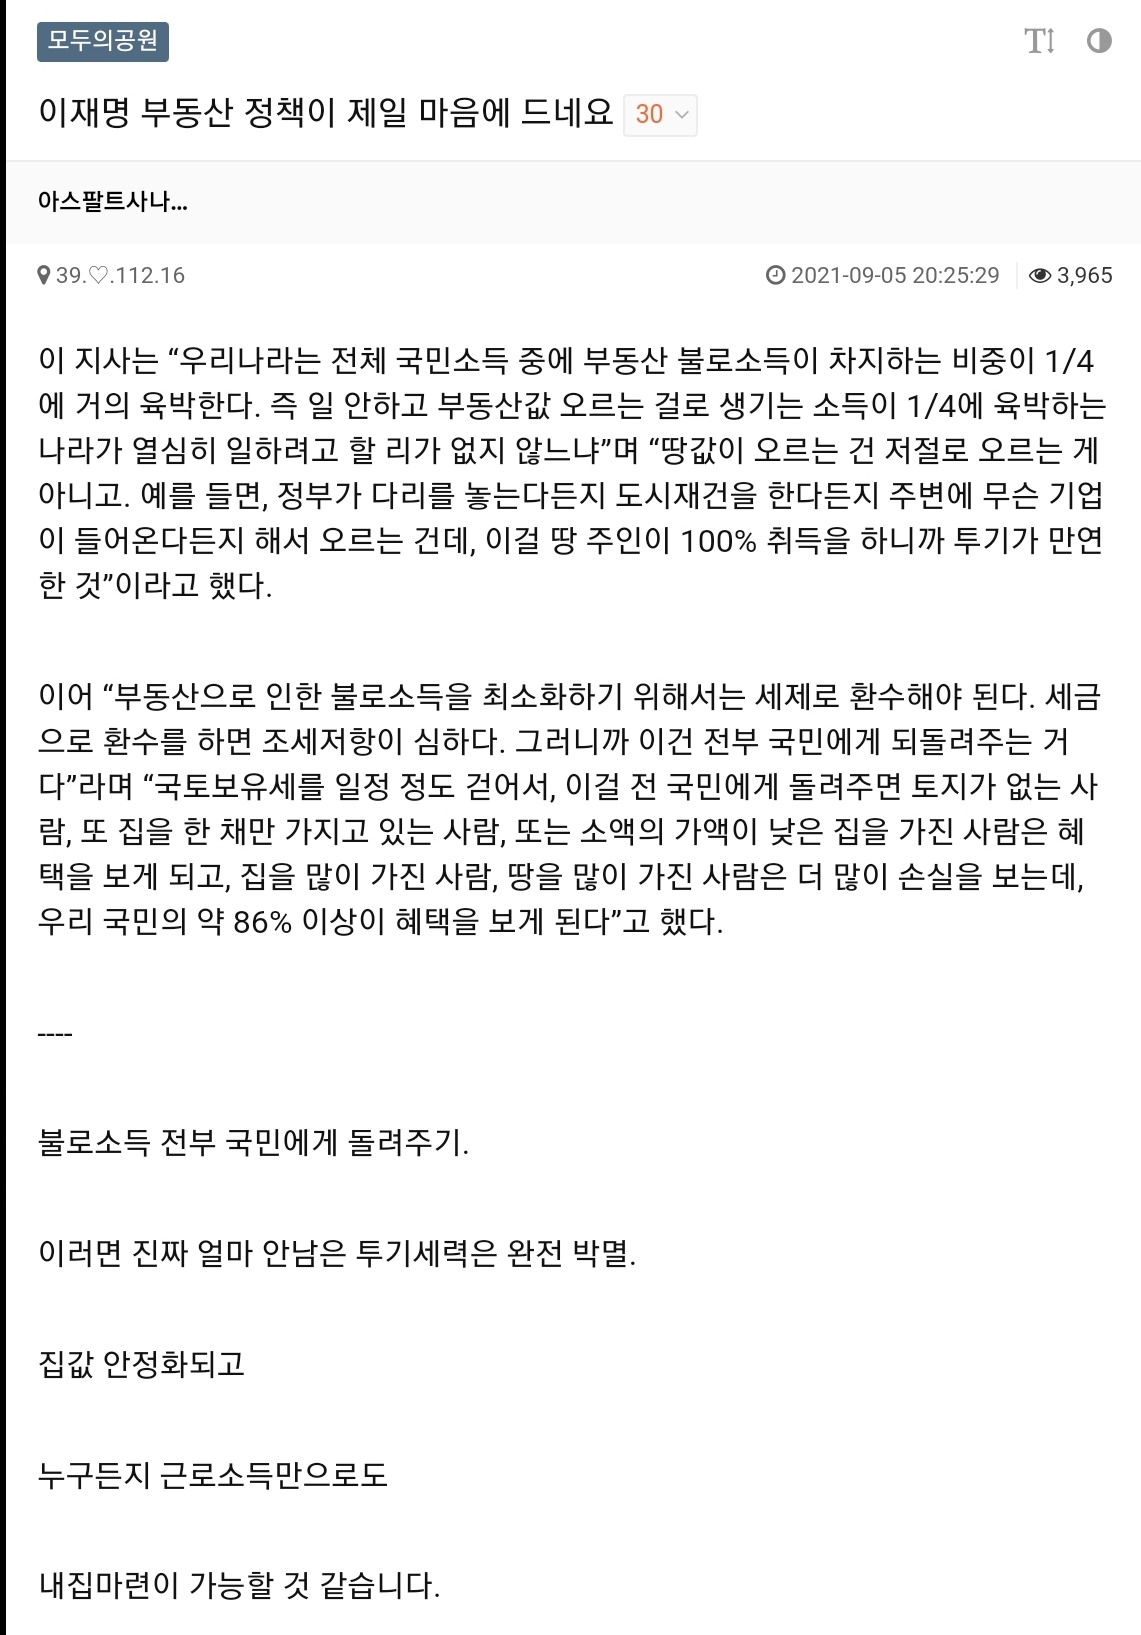 모두의공원
이재명 부동산 정책이 제일 마음에 드네요 30
아스팔트사나...
39.♡.112.16 2021-09-05 20:25:29 3,965
이 지사는 “우리나라는 전체 국민소득 중에 부동산 불로소득이 차지하는 비중이 1/4
에 거의 육박한다. 즉 일 안하고 부동산값 오르는 걸로 생기는 소득이 1/4에 육박하는
나라가 열심히 일하려고 할 리가 없지 않느냐”며 “땅값이 오르는 건 저절로 오르는 게
아니고. 예를 들면, 정부가 다리를 놓는다든지 도시재건을 한다든지 주변에 무슨 기업
이 들어온다든지 해서 오르는 건데, 이걸 땅 주인이 100% 취득을 하니까 투기가 만연
한 것”이라고 했다.
이어 “부동산으로 인한 불로소득을 최소화하기 위해서는 세제로 환수해야 된다. 세금
으로 환수를 하면 조세저항이 심하다. 그러니까 이건 전부 국민에게 되돌려주는 거
다”라며 “국토보유세를 일정 정도 걷어서, 이걸 전 국민에게 돌려주면 토지가 없는 사
람, 또 집을 한 채만 가지고 있는 사람, 또는 소액의 가액이 낮은 집을 가진 사람은 혜
택을 보게 되고, 집을 많이 가진 사람, 땅을 많이 가진 사람은 더 많이 손실을 보는데,
우리 국민의 약 86% 이상이 혜택을 보게 된다”고 했다.
----
불로소득 전부 국민에게 돌려주기.
이러면 진짜 얼마 안남은 투기세력은 완전 박멸.
집값 안정화되고
누구든지 근로소득만으로도
내집마련이 가능할 것 같습니다.